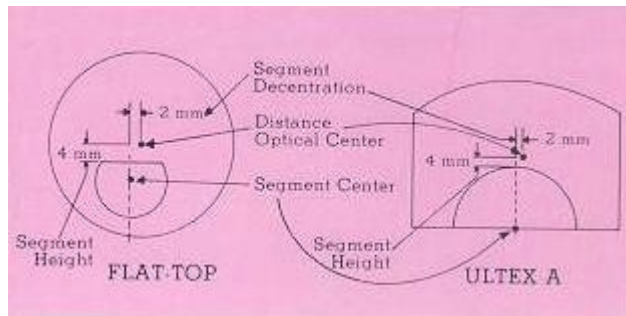 Segment
Decentration
2 mm
Distance
Optical Center
4 mm
Segment Center
Segment
Height
FLAT-TOP
2 mm
4 mm
Segment
Height
ULTEX A